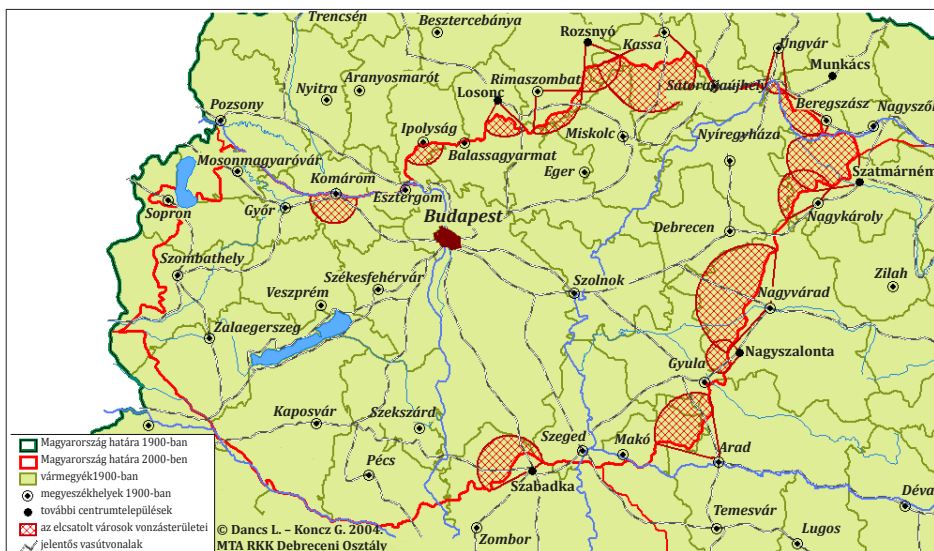 Trencsén
Besztercebánya
Rozsnyó
Kassa
Ungvár
Munkács
Nyitra
Aranyosmarót
Rimaszombat
Losonc
Sátoraljaújhely
Beregszász
Pozsony
Ipolyság
Miskolc
Nyíregyháza
Mosonmagyaróvár
Balassagyarmat
Komárom
Eger
Szatmárném
Esztergom
Sopron
Győr
Budapest
Nagykároly
Debrecen
Szombathely
Székesfehérvár
Szolnok
Zilah
Veszprém
Nagyvárad
Zalaegerszeg
Nagyszalonta
Gyula
Kaposvár
Szekszárd
Szeged
Makó
Arad
Pécs
Szabadka
Déva
Temesvár
Zombor
Lugos
Magyarország határa 1900-ban
Magyarország határa 2000-ben
vármegyék1900-ban
megyeszékhelyek 1900-ban
további centrumtelepülések
az elcsatolt városok vonzásterületei
jelentős vasútvonalak
© Dancs L. – Koncz G. 2004.
MTA RKK Debreceni Osztály